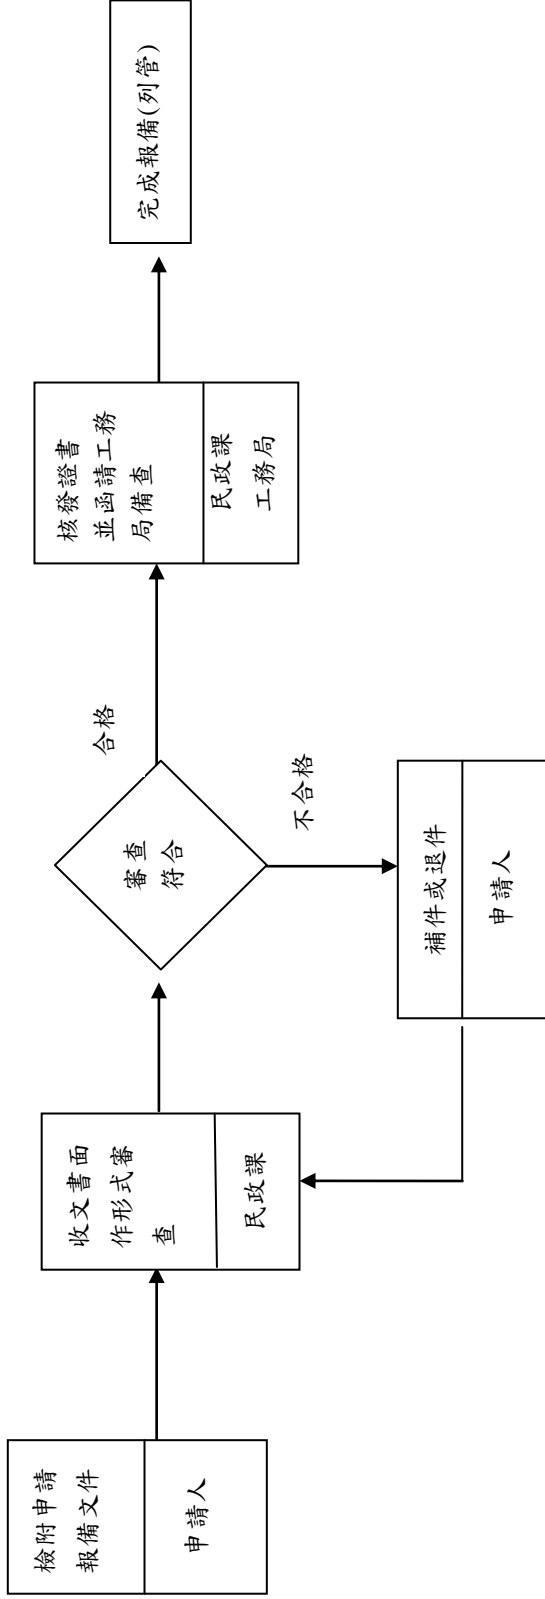 檢附申請
報備文件
申請人
收文書面
作形式審
查
民政課
審查
符合
合格
不合格
補件或退件
申請人
核發證書
並函請工務
局備查
民政課
工務局
完成報備(列管)